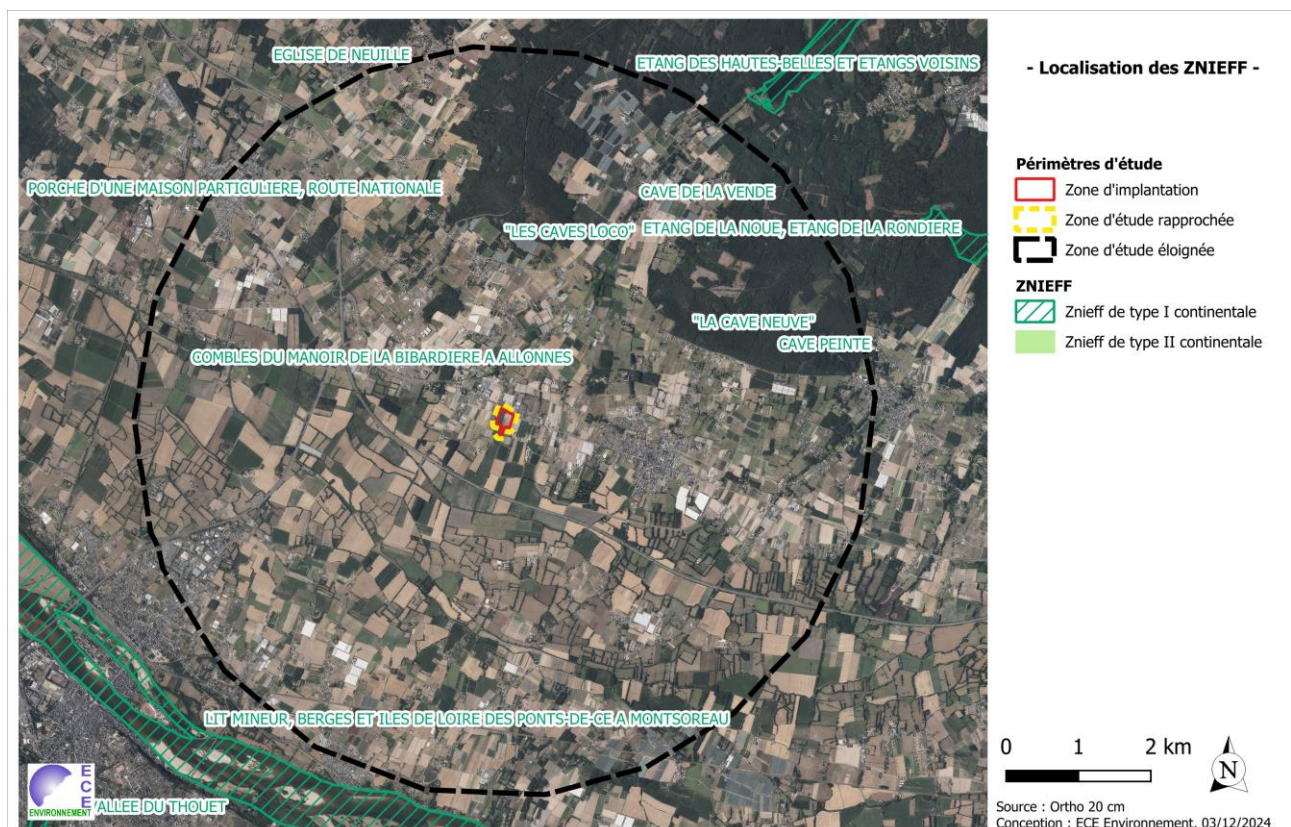 EGLISE DE NEUILLE
ETANG DES HAUTES-BELLES ET ETANGS VOISINS
PORCHE D'UNE MAISON PARTICULIERE, ROUTE NATIONALE
CAVE DE LA VENDE
"LES CAVES LOCO"
ETANG DE LA NOUE, ETANG DE LA RONDIERE
"LA CAVE NEUVE"
CAVE PEINTE
COMBLES DU MANOIR DE LA BIBARDIERE A ALLONNES
LIT MINEUR, BERGES ET ILES DE LOIRE DES PONTS-DE-CE A MONTSOREAU
VALLEE DU THOUET
ECE
ENVIRONNEMENT
- Localisation des ZNIEFF -
Périmètres d'étude
Zone d'implantation
Zone d'étude rapprochée
Zone d'étude éloignée
ZNIEFF
Znieff de type I continentale
Znieff de type II continentale
0 1 2 km
N
Source : Ortho 20 cm
Conception : ECE Environnement, 03/12/2024